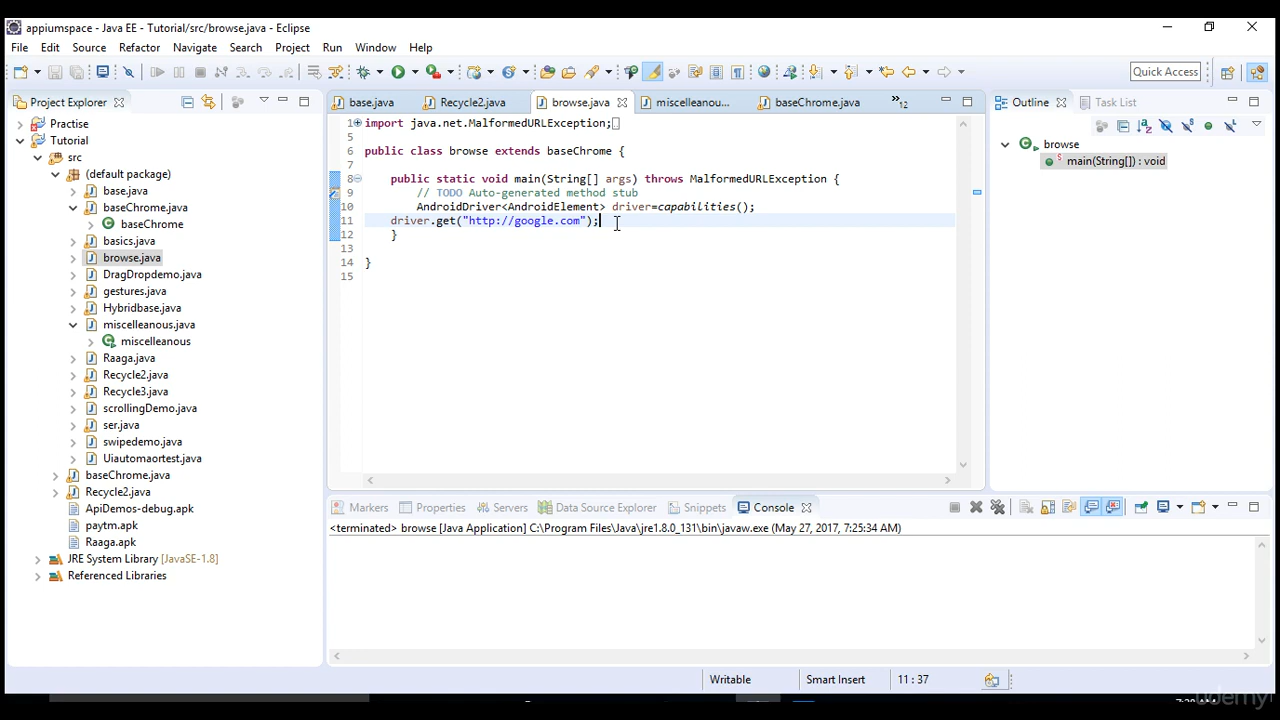 appiumspace - Java EE - Tutorial/src/browse.java - Eclipse
File Edit Source Refactor Navigate Search Project Run Window Help
Quick Access
Project Explorer
base.java Recycle2.java browse.java miscelleanou... baseChrome.java »12
Outline Task List
Practise
Tutorial
src
(default package)
base.java
baseChrome.java
baseChrome
basics.java
browse.java
DragDropdemo.java
gestures.java
Hybridbase.java
miscelleanous.java
miscelleanous
Raaga.java
Recycle2.java
Recycle3.java
scrollingDemo.java
ser.java
swipedemo.java
Uiautomaortest.java
baseChrome.java
Recycle2.java
ApiDemos-debug.apk
paytm.apk
Raaga.apk
JRE System Library [JavaSE-1.8]
Referenced Libraries
1 import java.net.MalformedURLException;
5
6 public class browse extends baseChrome {
7
8 public static void main(String[] args) throws MalformedURLException {
9 // TODO Auto-generated method stub
10 AndroidDriver<AndroidElement> driver=capabilities();
11 driver.get("http://google.com");
12 }
13
14 }
15
browse
main(String[]) : void
Markers Properties Servers Data Source Explorer Snippets Console
<terminated> browse [Java Application] C:\Program Files\Java\jre1.8.0_131\bin\javaw.exe (May 27, 2017, 7:25:34 AM)
Writable Smart Insert 11 : 37
udemy